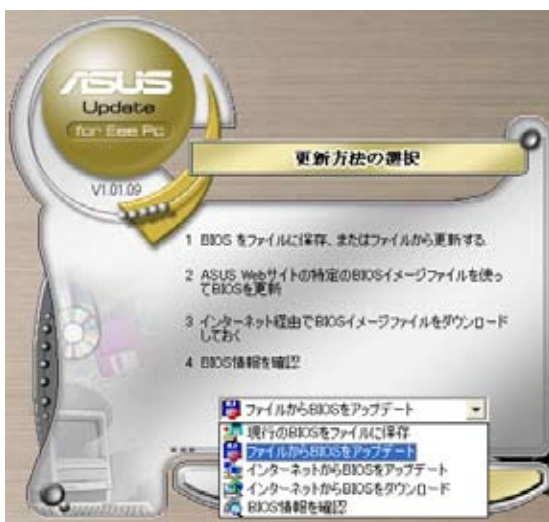 ASUS
Update
for Eee Pc
V1.01.09
更新方法の選択
1 BIOS をファイルに保存、またはファイルから更新する.
2 ASUS Webサイトの特定のBIOSイメージファイルを使っ
てBIOSを更新
3 インターネット経由でBIOSイメージファイルをダウンロード
しておく
4 BIOS情報を確認
ファイルからBIOSをアップデート
現行のBIOSをファイルに保存
ファイルからBIOSをアップデート
インターネットからBIOSをアップデート
インターネットからBIOSをダウンロード
BIOS情報を確認